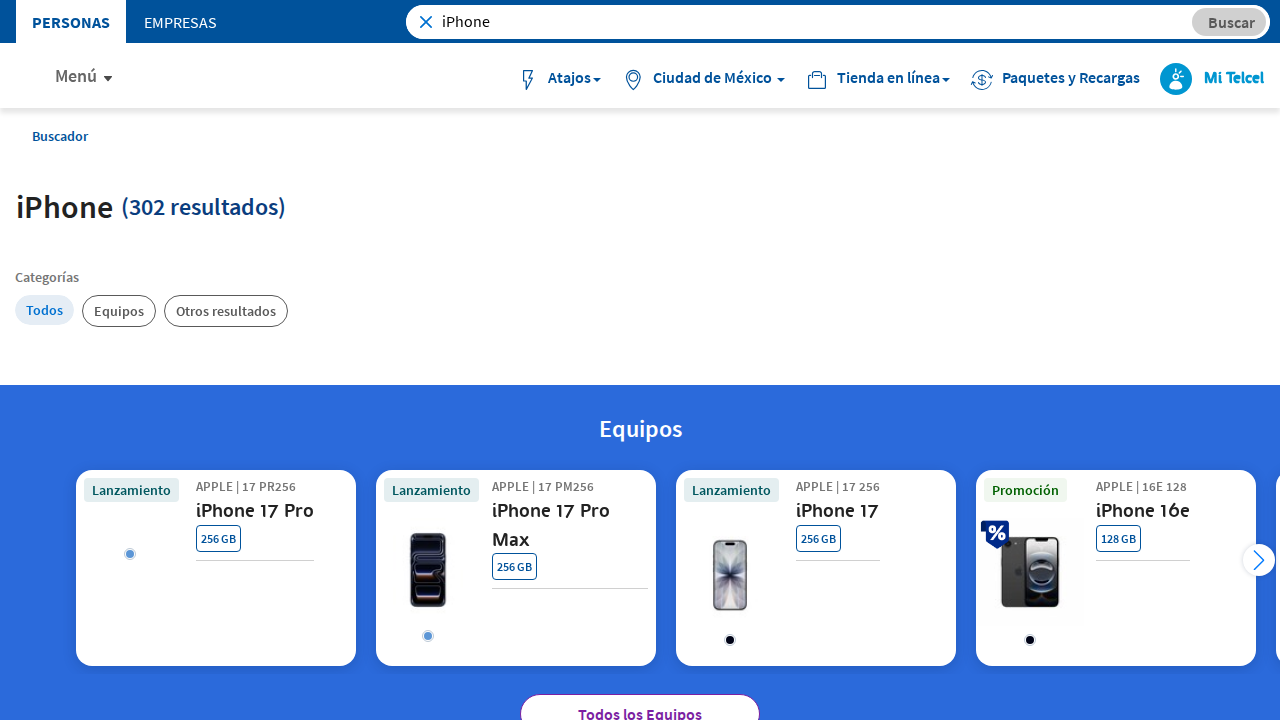 PERSONAS
EMPRESAS
iPhone
Buscar
Menú
Atajos
Ciudad de México
Tienda en línea
Paquetes y Recargas
Mi Telcel
Buscador
iPhone (302 resultados)
Categorías
Todos
Equipos
Otros resultados
Equipos
Lanzamiento
APPLE | 17 PR256
iPhone 17 Pro
256 GB
Lanzamiento
APPLE | 17 PM256
iPhone 17 Pro
Max
256 GB
Lanzamiento
APPLE | 17 256
iPhone 17
256 GB
Promoción
%
APPLE | 16E 128
iPhone 16e
128 GB
Todos los Equipos